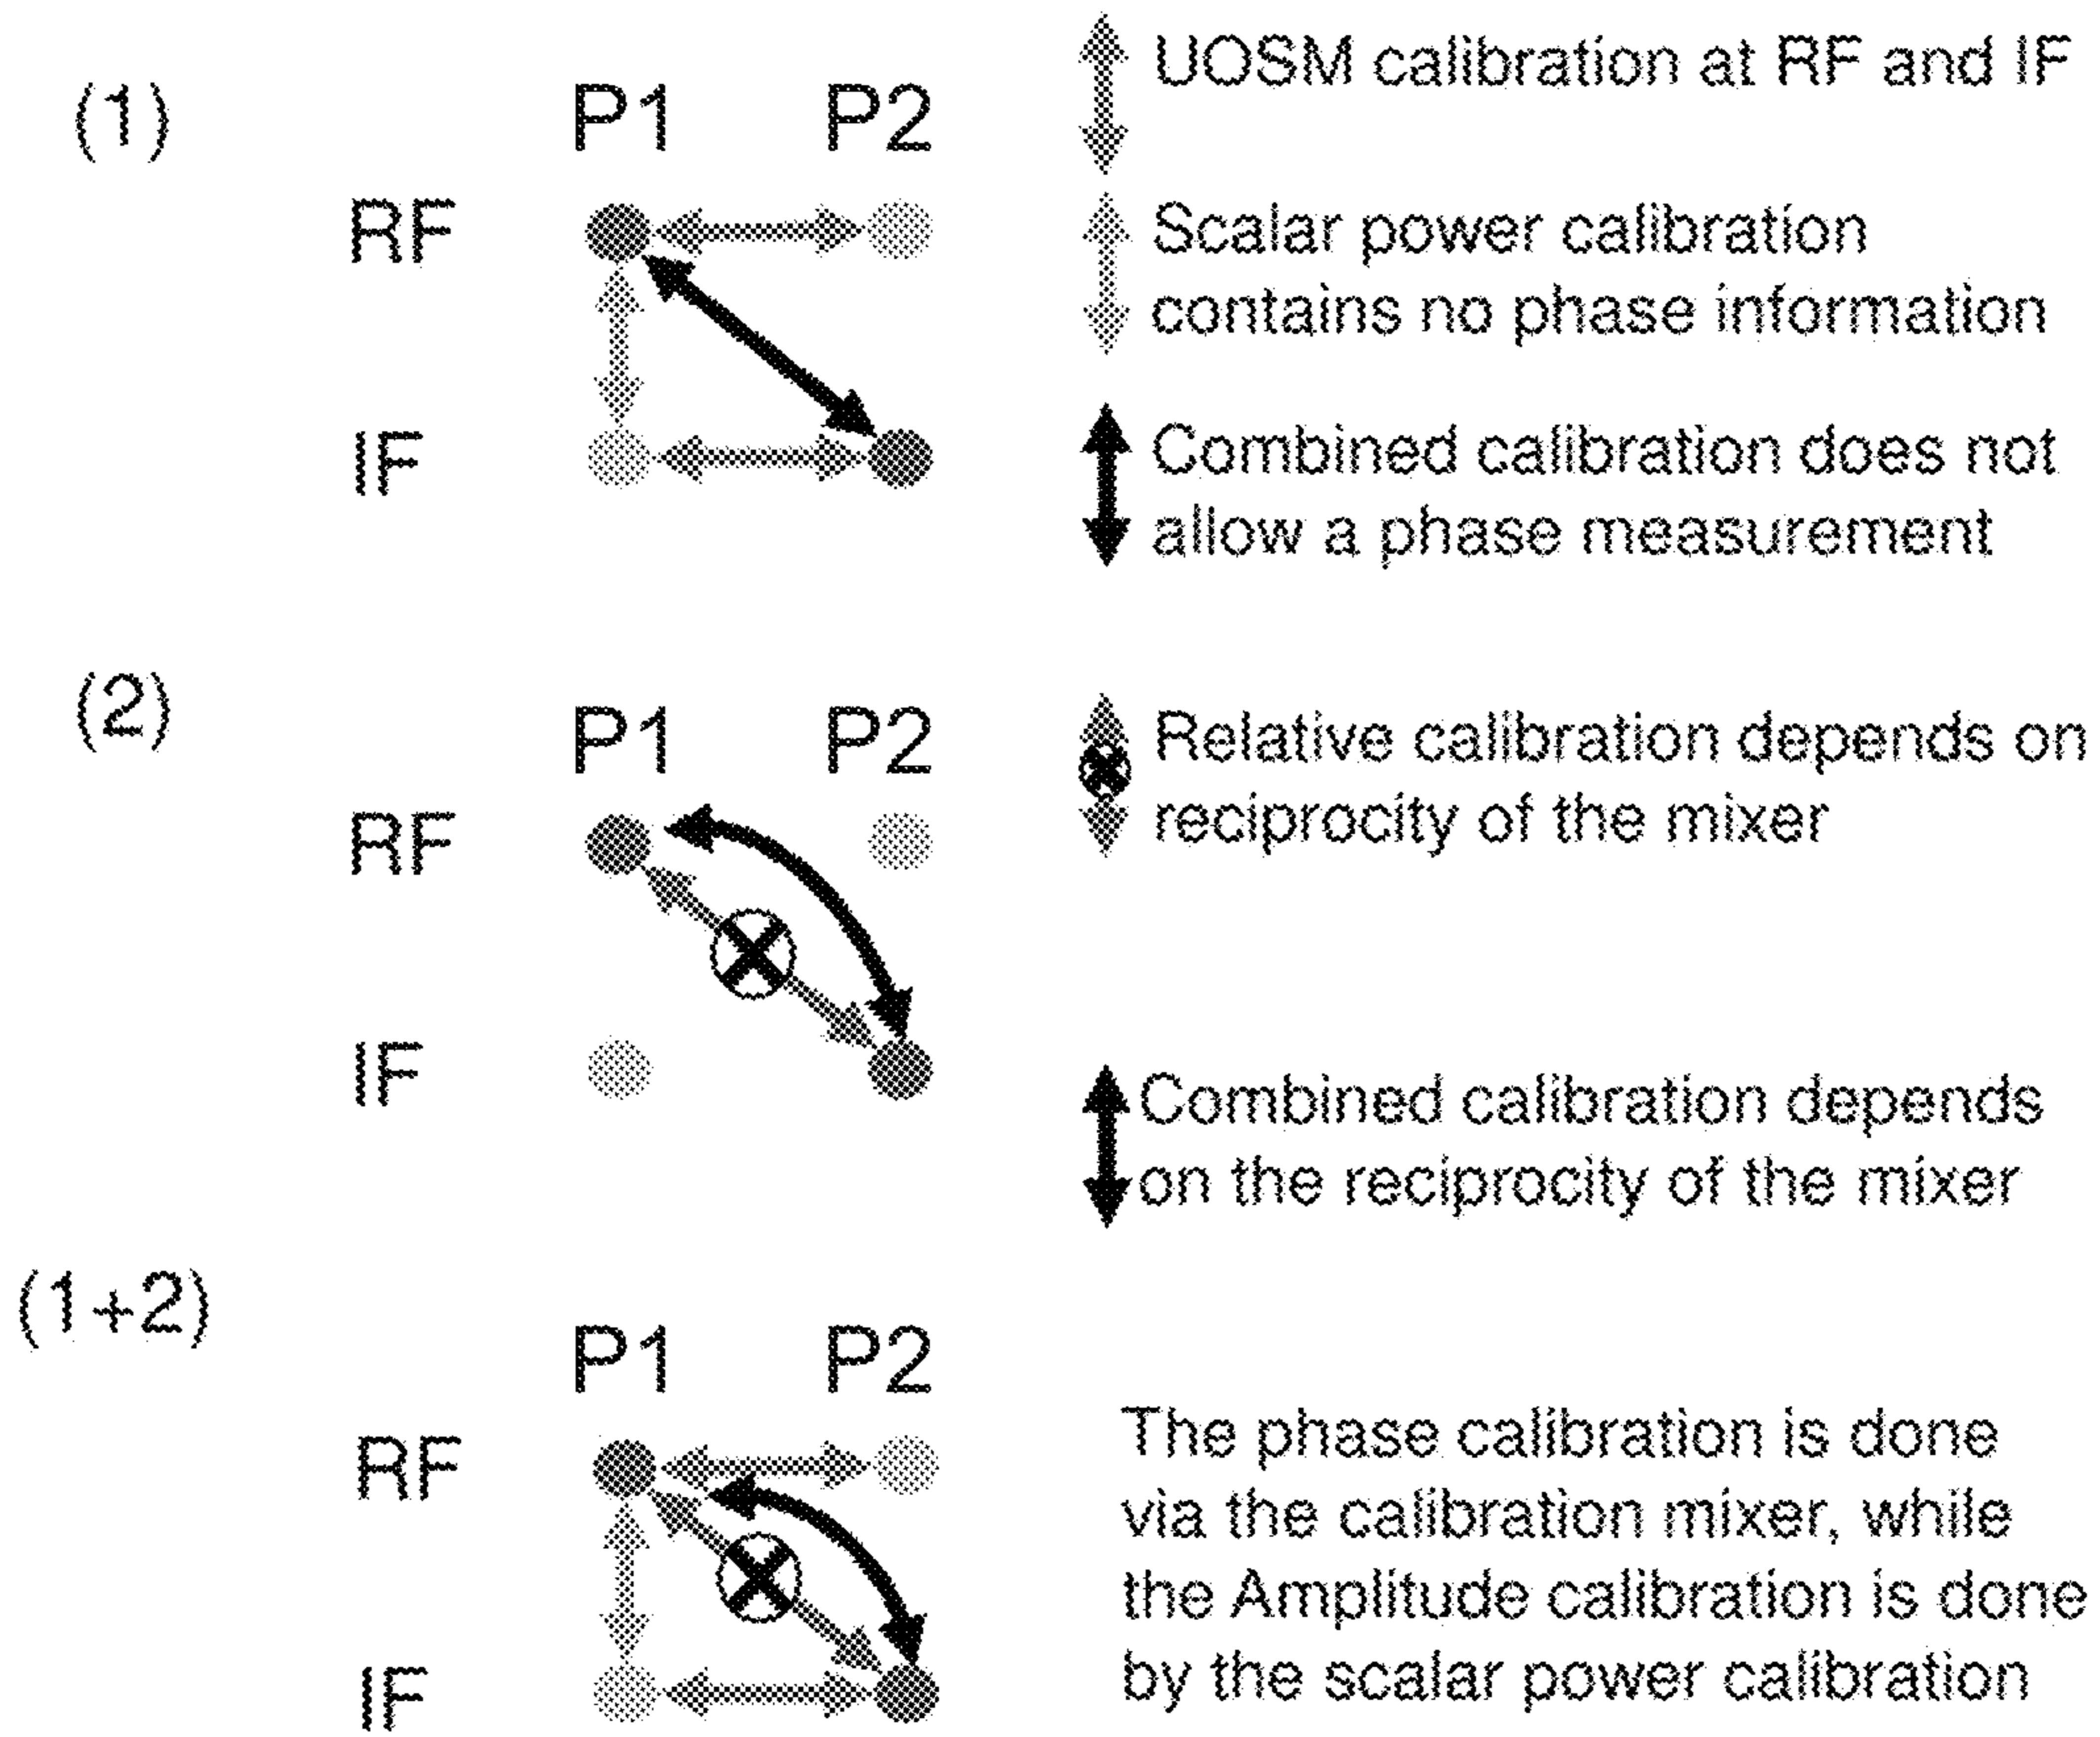 (1)
P1 P2
RF
IF
UOSM calibration at RF and IF
Scalar power calibration
contains no phase information
Combined calibration does not
allow a phase measurement
(2)
P1 P2
RF
IF
Relative calibration depends on
reciprocity of the mixer
Combined calibration depends
on the reciprocity of the mixer
(1+2)
P1 P2
RF
IF
The phase calibration is done
via the calibration mixer, while
the Amplitude calibration is done
by the scalar power calibration